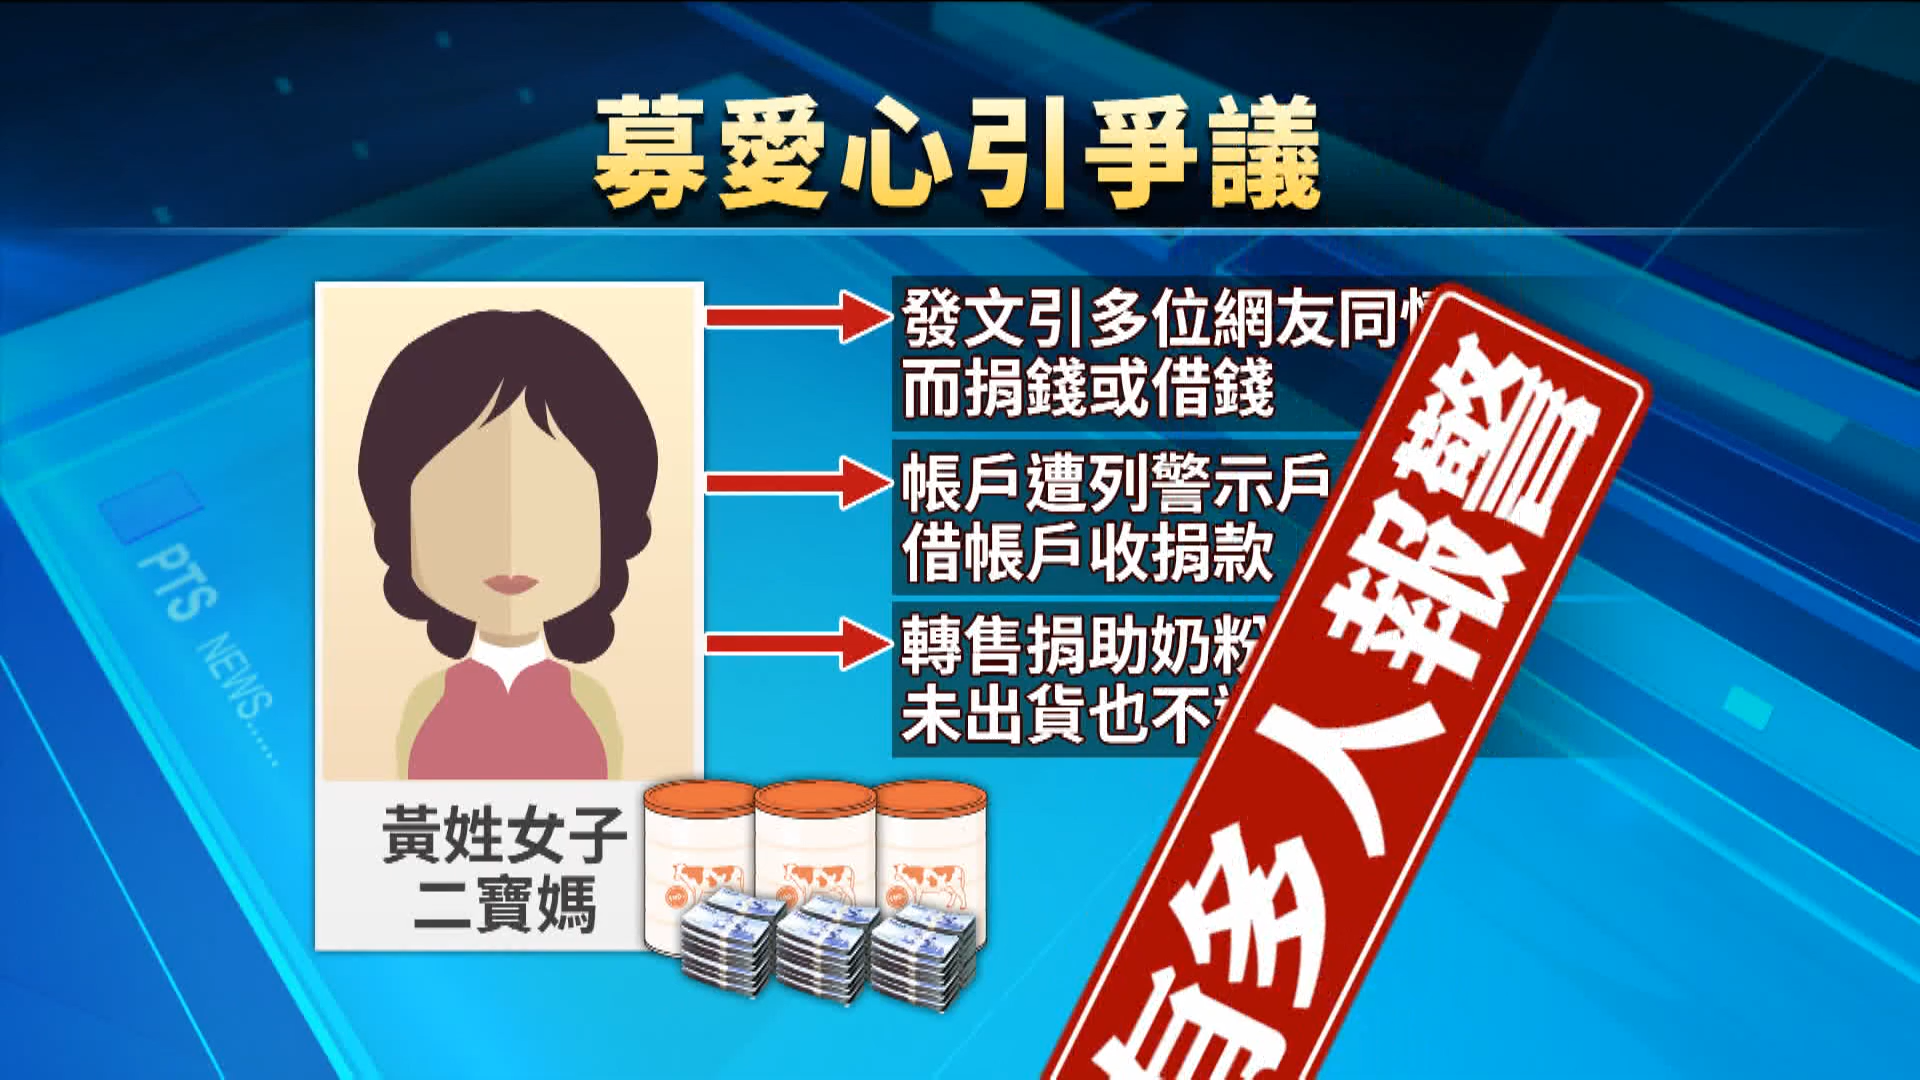 募愛心引爭議
發文引多位網友同
而捐錢或借錢
帳戶遭列警示戶
借帳戶收捐款
轉售捐助奶粉
未出貨也不
黃姓女子
二寶媽
有多人報警
PTS NEWS......